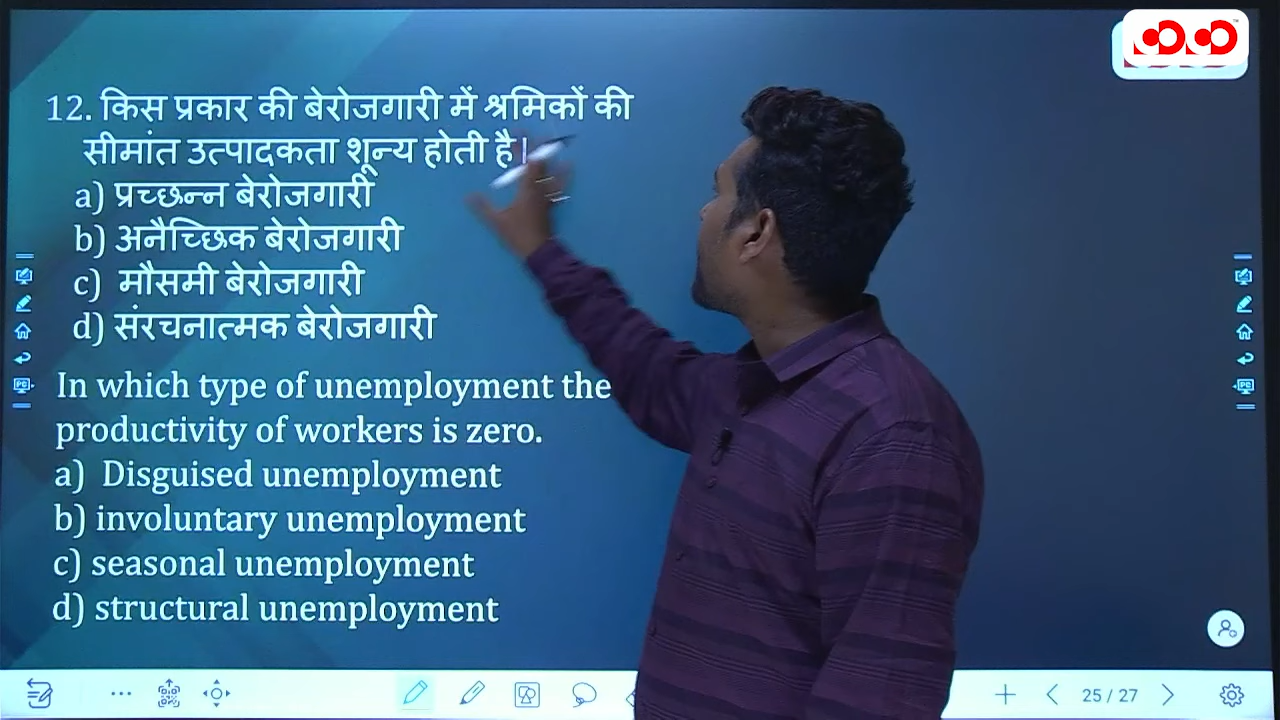 12. किस प्रकार की बेरोजगारी में श्रमिकों की
सीमांत उत्पादकता शून्य होती है।
a) प्रच्छन्न बेरोजगारी
b) अनैच्छिक बेरोजगारी
c) मौसमी बेरोजगारी
d) संरचनात्मक बेरोजगारी
In which type of unemployment the
productivity of workers is zero.
a) Disguised unemployment
b) involuntary unemployment
c) seasonal unemployment
d) structural unemployment
25 / 27